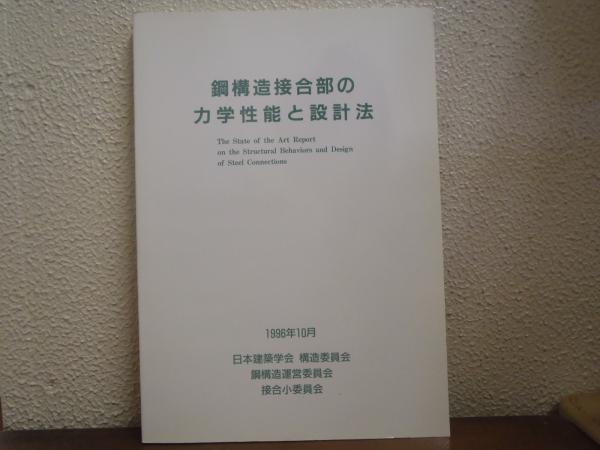 鋼構造接合部の
力学性能と設計法
The State of the Art Report
on the Structural Behaviors and Design
of Steel Connections
1996年10月
日本建築学会 構造委員会
鋼構造運営委員会
接合小委員会